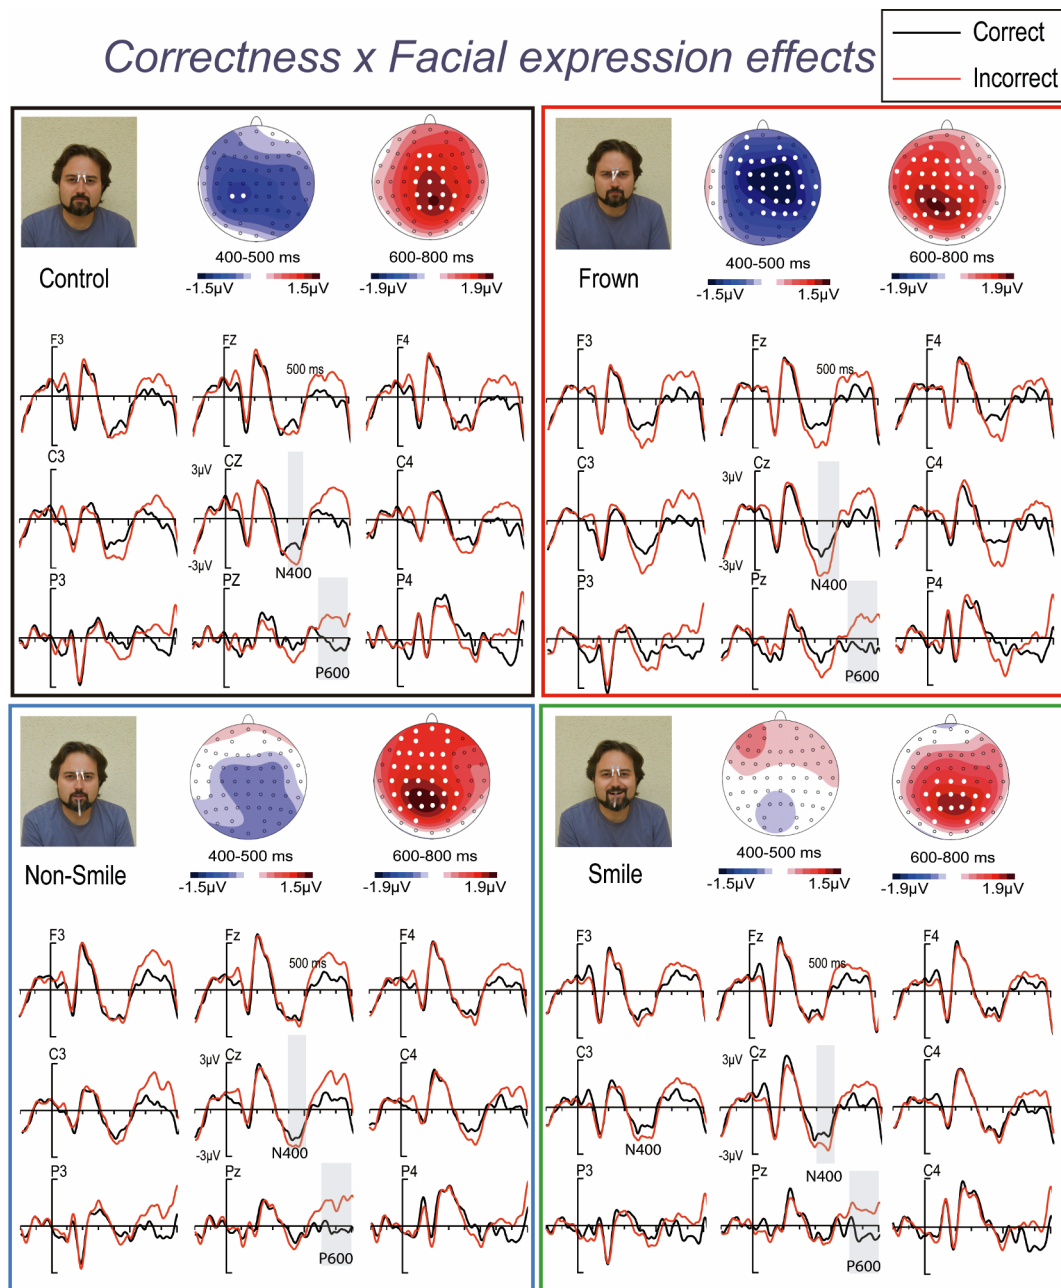 Correctness x Facial expression effects
Correct
Incorrect
Control
400-500 ms
-1.5µV 1.5µV
600-800 ms
-1.9µV 1.9µV
F3 FZ F4
500 ms
C3 CZ C4
3µV
-3µV
N400
P3 PZ P4
P600
Frown
400-500 ms
-1.5µV 1.5µV
600-800 ms
-1.9µV 1.9µV
F3 Fz F4
500 ms
C3 Cz C4
3µV
-3µV
N400
P3 Pz P4
P600
Non-Smile
400-500 ms
-1.5µV 1.5µV
600-800 ms
-1.9µV 1.9µV
F3 Fz F4
500 ms
C3 Cz C4
3µV
-3µV
N400
P3 Pz P4
P600
Smile
400-500 ms
-1.5µV 1.5µV
600-800 ms
-1.9µV 1.9µV
F3 Fz F4
500 ms
C3 Cz C4
3µV
-3µV
N400 N400
P3 Pz C4
P600